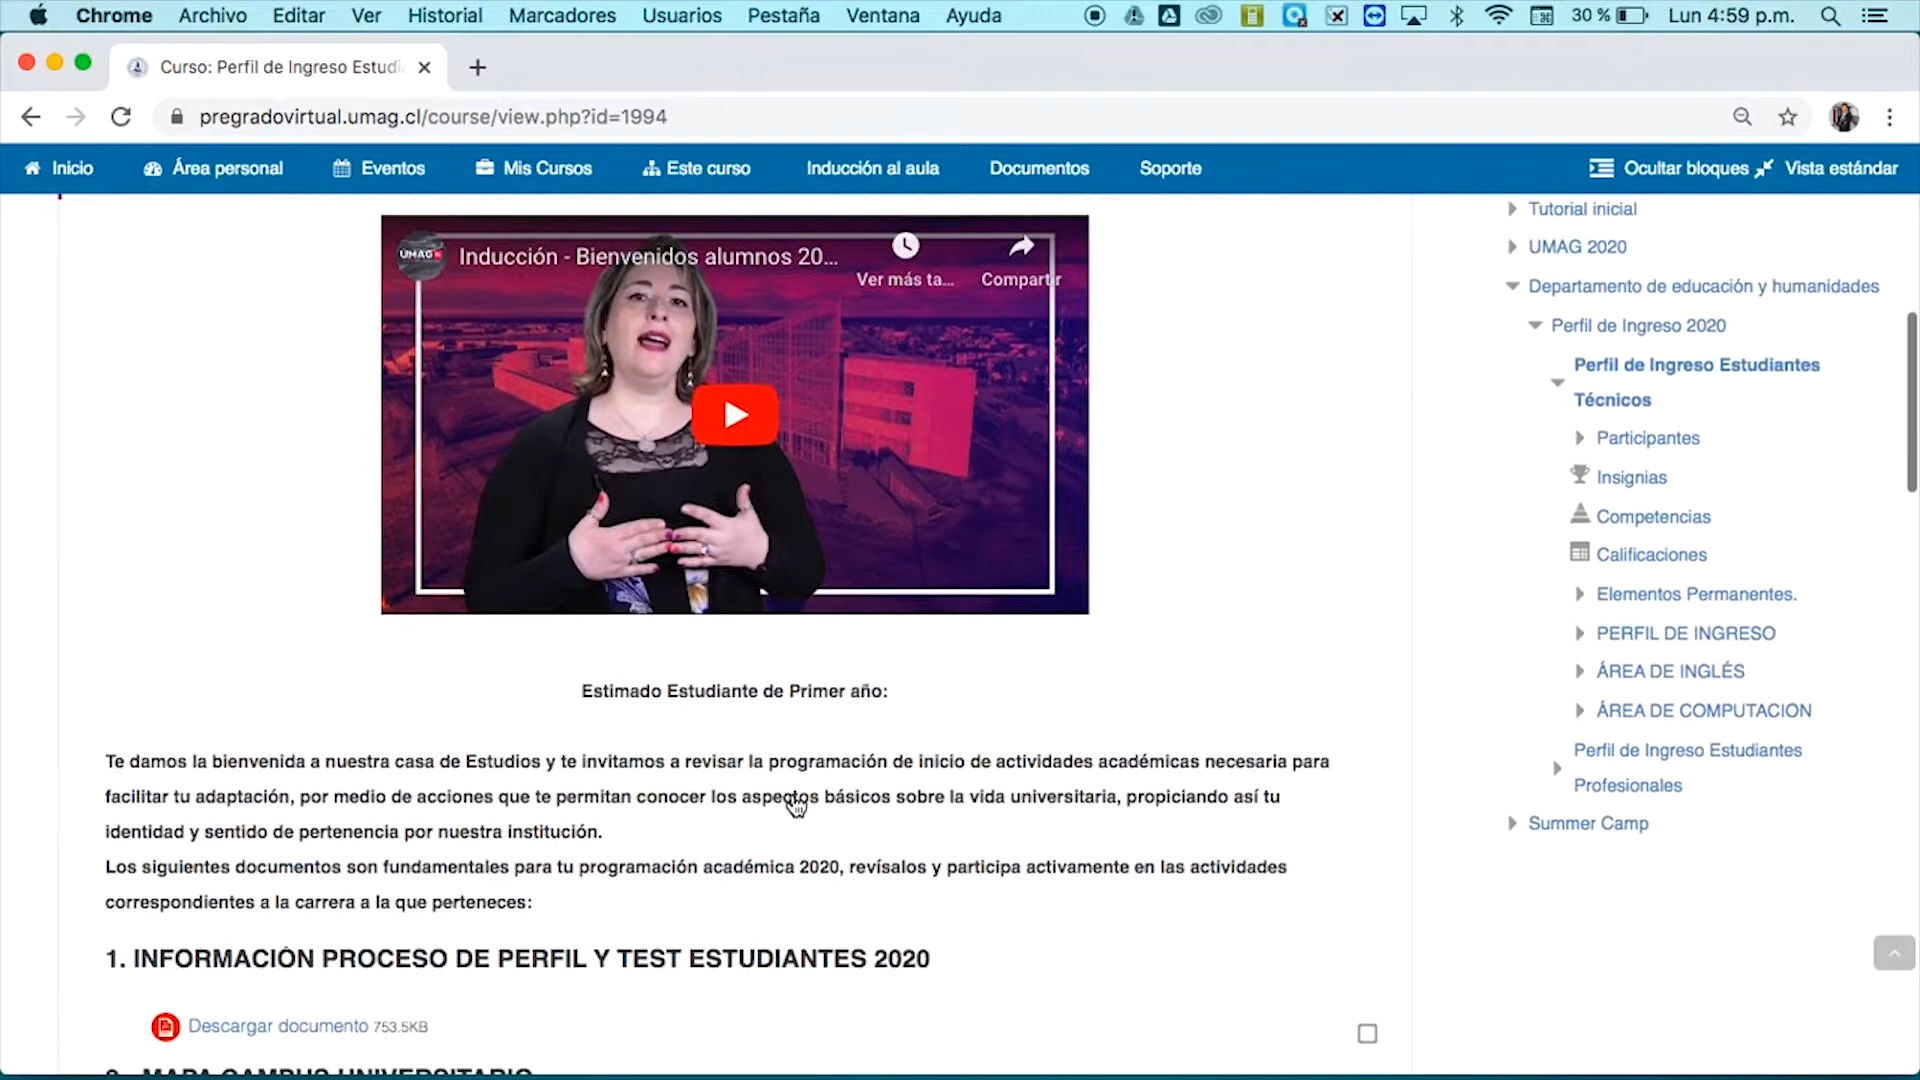 Chrome Archivo Editar Ver Historial Marcadores Usuarios Pestaña Ventana Ayuda 30 % Lun 4:59 p.m.
Curso: Perfil de Ingreso Estudi
pregradovirtual.umag.cl/course/view.php?id=1994
Inicio Área personal Eventos Mis Cursos Este curso Inducción al aula Documentos Soporte Ocultar bloques Vista estándar
UMAG
Inducción - Bienvenidos alumnos 20...
Ver más ta...
Compartir
Estimado Estudiante de Primer año:
Te damos la bienvenida a nuestra casa de Estudios y te invitamos a revisar la programación de inicio de actividades académicas necesaria para
facilitar tu adaptación, por medio de acciones que te permitan conocer los aspectos básicos sobre la vida universitaria, propiciando así tu
identidad y sentido de pertenencia por nuestra institución.
Los siguientes documentos son fundamentales para tu programación académica 2020, revísalos y participa activamente en las actividades
correspondientes a la carrera a la que perteneces:
1. INFORMACIÓN PROCESO DE PERFIL Y TEST ESTUDIANTES 2020
Descargar documento 753.5KB
2. MAPA CAMPUS UNIVERSITARIO
Tutorial inicial
UMAG 2020
Departamento de educación y humanidades
Perfil de Ingreso 2020
Perfil de Ingreso Estudiantes
Técnicos
Participantes
Insignias
Competencias
Calificaciones
Elementos Permanentes.
PERFIL DE INGRESO
ÁREA DE INGLÉS
ÁREA DE COMPUTACION
Perfil de Ingreso Estudiantes
Profesionales
Summer Camp